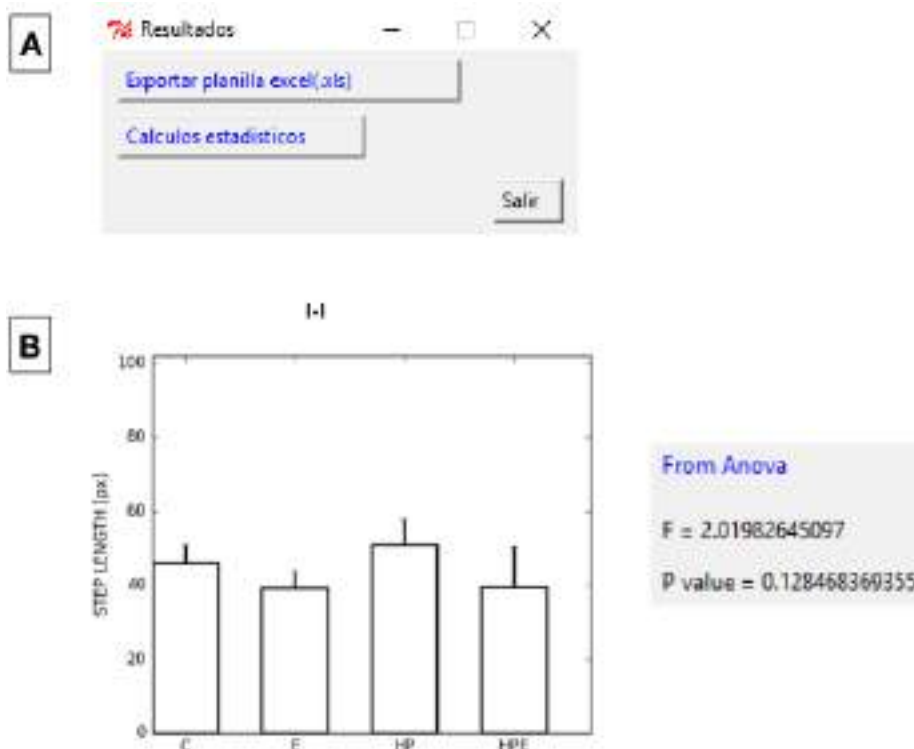 A
Resultados
Exportar planilla excel(.xls)
Calculos estadisticos
Salir
B
I-I
100
80
60
40
20
0
STEP LENGTH [px]
C
E
HP
HPE
From Anova
F = 2.01982645097
P value = 0.128468369355